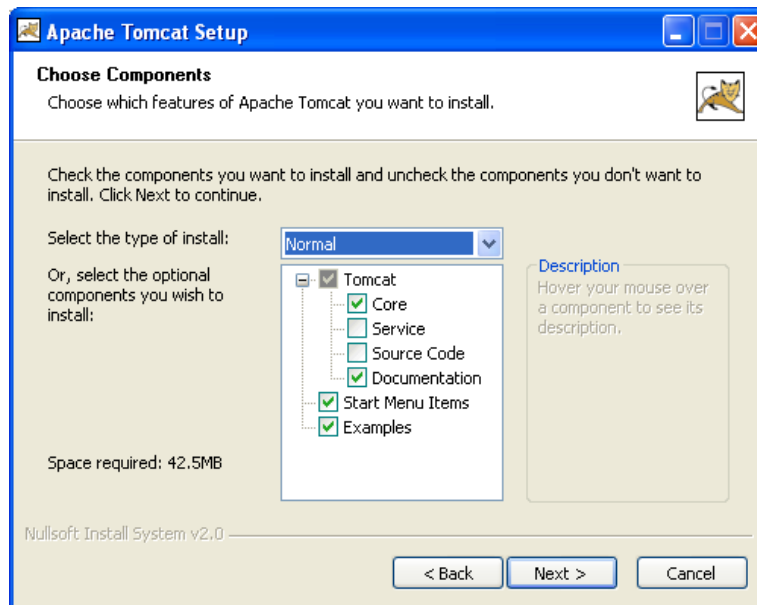 Apache Tomcat Setup
Choose Components
Choose which features of Apache Tomcat you want to install.
Check the components you want to install and uncheck the components you don't want to
install. Click Next to continue.
Select the type of install:
Normal
Or, select the optional
components you wish to
install:
Tomcat
Core
Service
Source Code
Documentation
Start Menu Items
Examples
Description
Hover your mouse over
a component to see its
description.
Space required: 42.5MB
Nullsoft Install System v2.0
< Back
Next >
Cancel